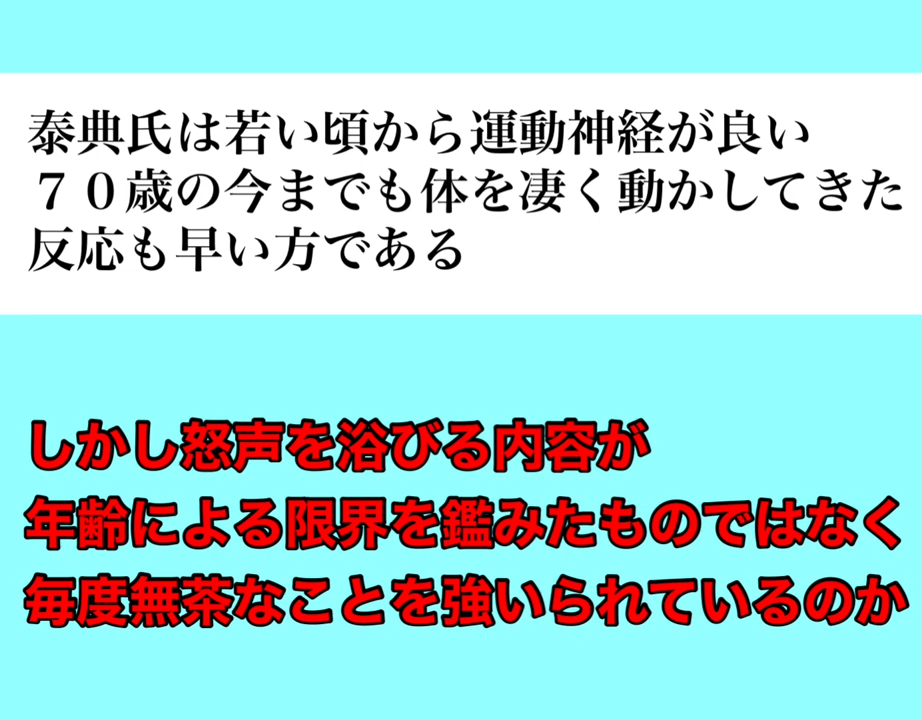 泰典氏は若い頃から運動神経が良い
７０歳の今までも体を凄く動かしてきた
反応も早い方である
しかし怒声を浴びる内容が
年齢による限界を鑑みたものではなく
毎度無茶なことを強いられているのか